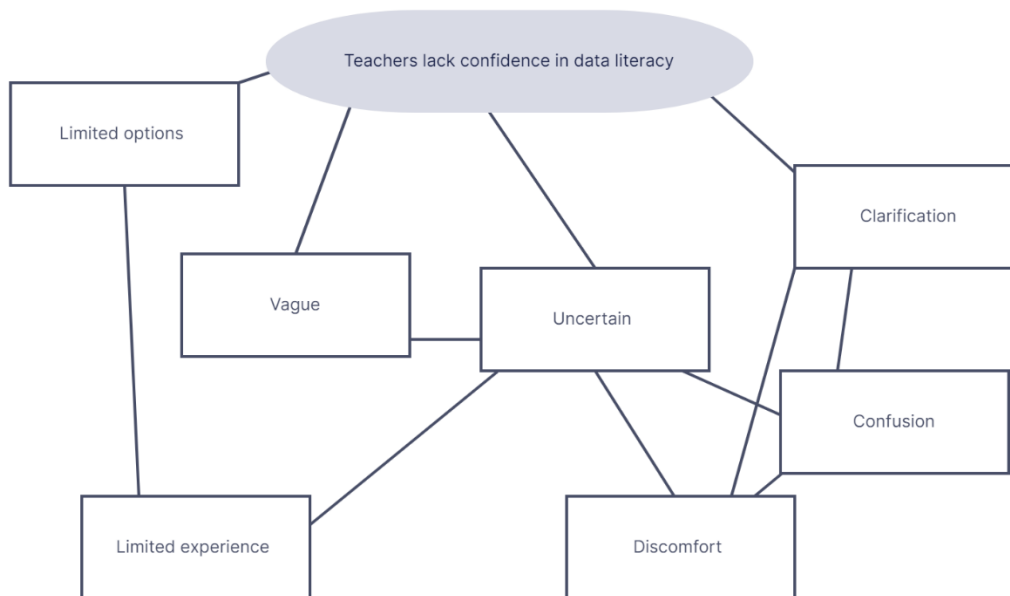 Teachers lack confidence in data literacy
Limited options
Clarification
Vague
Uncertain
Confusion
Limited experience
Discomfort